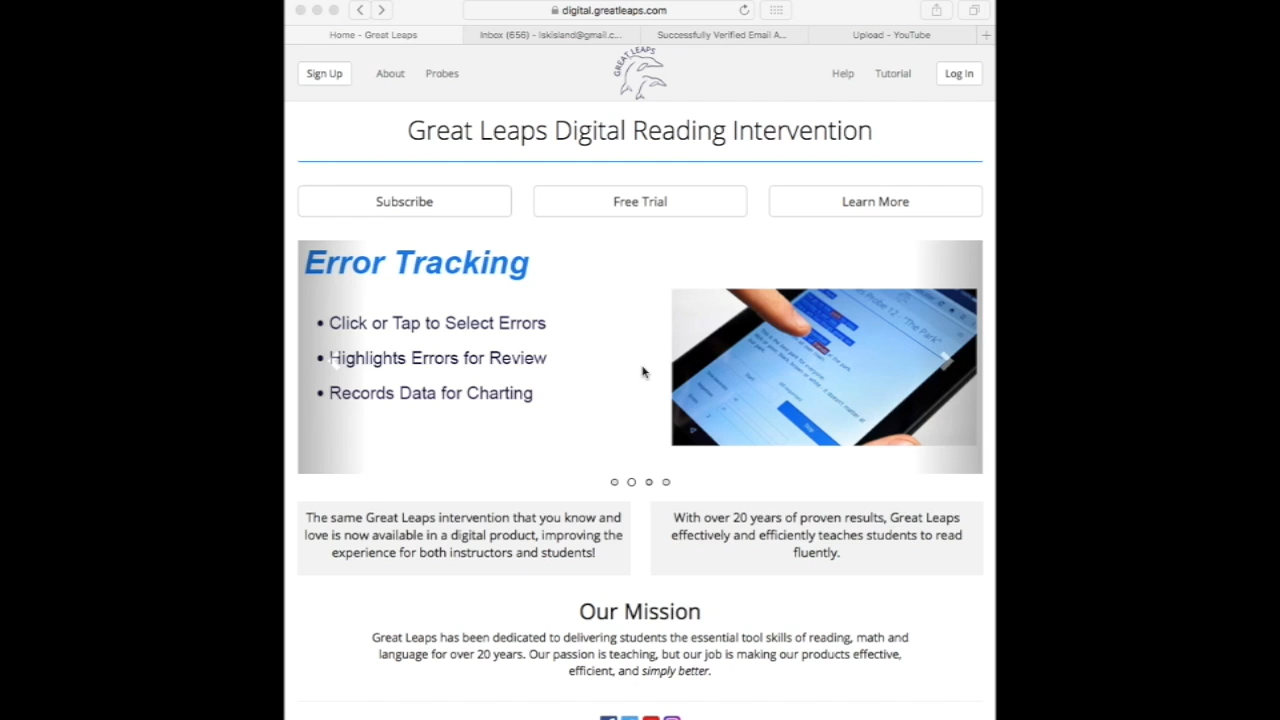 digital.greatleaps.com
Home - Great Leaps
Inbox (656) - lskisland@gmail.c...
Successfully Verified Email A...
Upload - YouTube
Sign Up
About
Probes
GREAT LEAPS
Help
Tutorial
Log In
Great Leaps Digital Reading Intervention
Subscribe
Free Trial
Learn More
Error Tracking
• Click or Tap to Select Errors
• Highlights Errors for Review
• Records Data for Charting
Probe 12 "The Park"
The same Great Leaps intervention that you know and
love is now available in a digital product, improving the
experience for both instructors and students!
With over 20 years of proven results, Great Leaps
effectively and efficiently teaches students to read
fluently.
Our Mission
Great Leaps has been dedicated to delivering students the essential tool skills of reading, math and
language for over 20 years. Our passion is teaching, but our job is making our products effective,
efficient, and simply better.